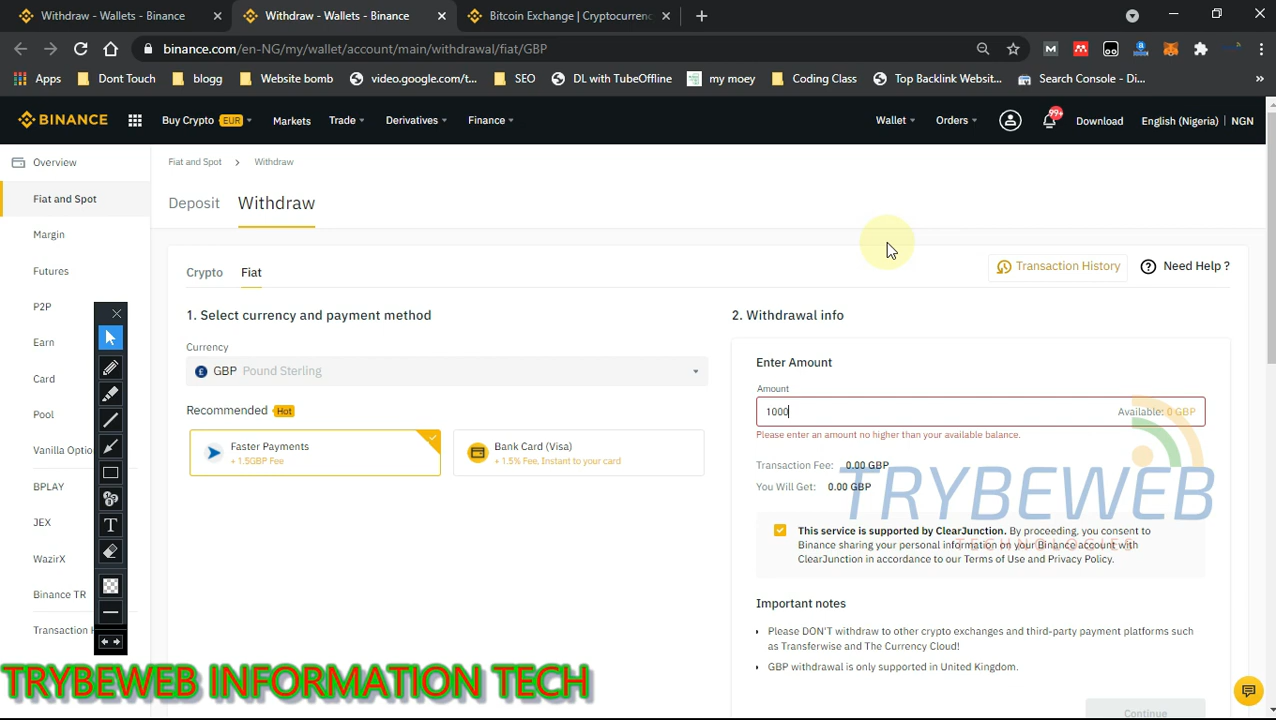 Withdraw - Wallets - Binance
Withdraw - Wallets - Binance
Bitcoin Exchange | Cryptocurrenc
binance.com/en-NG/my/wallet/account/main/withdrawal/fiat/GBP
Apps Dont Touch blogg Website bomb video.google.com/t... SEO DL with TubeOffline my moey Coding Class Top Backlink Websit... Search Console - Di... »
BINANCE Buy Crypto EUR Markets Trade Derivatives Finance Wallet Orders 99+ Download English (Nigeria) | NGN
Overview
Fiat and Spot
Margin
Futures
P2P
Earn
Card
Pool
Vanilla Optio
BPLAY
JEX
WazirX
Binance TR
Transaction H
Fiat and Spot > Withdraw
Deposit Withdraw
Crypto Fiat
Transaction History Need Help ?
1. Select currency and payment method
Currency
GBP Pound Sterling
Recommended Hot
Faster Payments
+ 1.5GBP Fee
Bank Card (Visa)
+ 1.5% Fee, Instant to your card
2. Withdrawal info
Enter Amount
Amount
1000 Available: 0 GBP
Please enter an amount no higher than your available balance.
Transaction Fee: 0.00 GBP
You Will Get: 0.00 GBP
This service is supported by ClearJunction. By proceeding, you consent to
Binance sharing your personal information of your Binance account with
ClearJunction in accordance to our Terms of Use and Privacy Policy.
Important notes
• Please DON'T withdraw to other crypto exchanges and third-party payment platforms such
as Transferwise and The Currency Cloud!
• GBP withdrawal is only supported in United Kingdom.
Continue
TRYBEWEB
TECHNOLOGIES
T
TRYBEWEB INFORMATION TECH